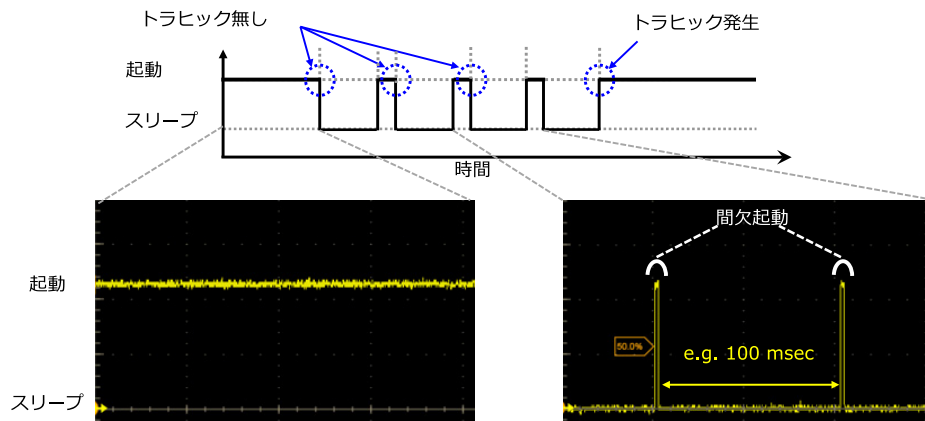 トラヒック無し
トラヒック発生
起動
スリープ
時間
間欠起動
起動
50.0%
e.g. 100 msec
スリープ